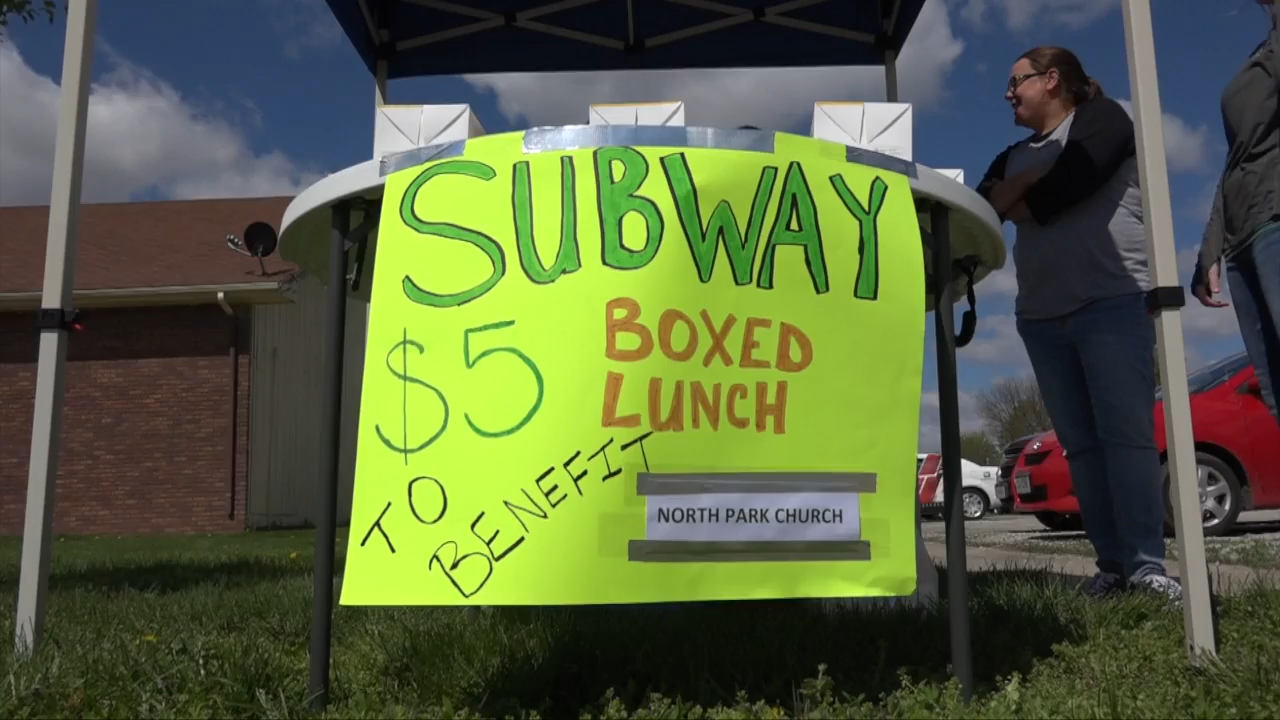 SUBWAY
$5 BOXED
LUNCH
TO
BENEFIT
NORTH PARK CHURCH